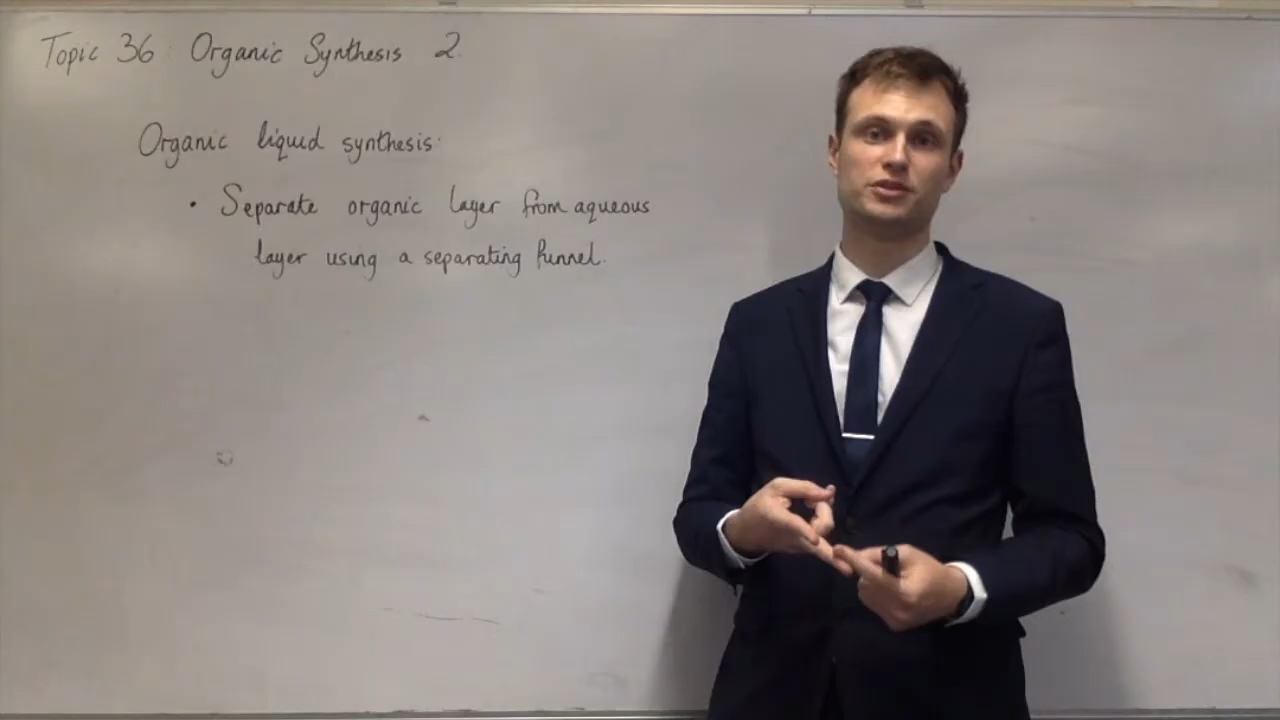 Topic 36: Organic Synthesis 2.
Organic liquid synthesis:
• Separate organic layer from aqueous
layer using a separating funnel.